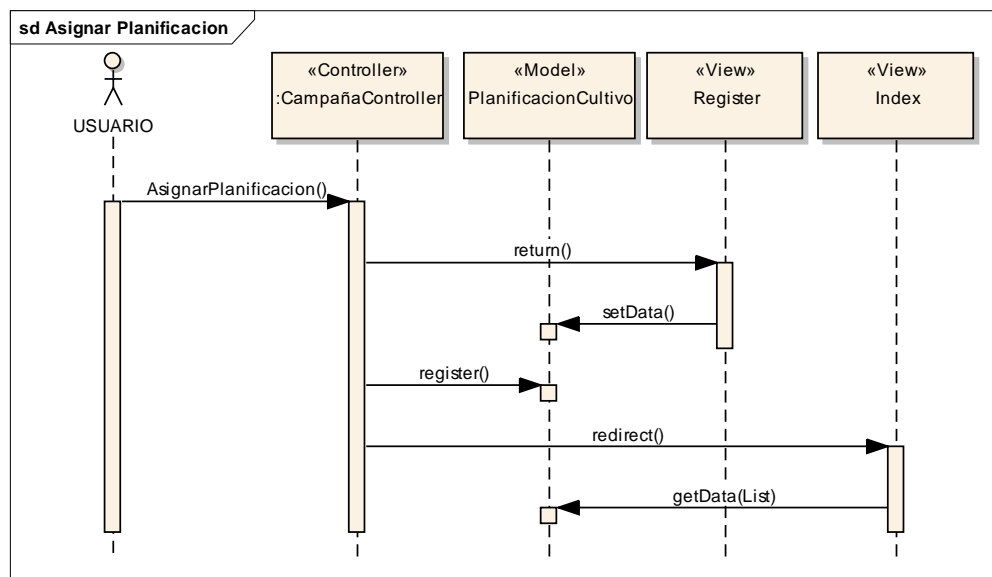 sd Asignar Planificacion
USUARIO
«Controller»
:CampañaController
«Model»
PlanificacionCultivo
«View»
Register
«View»
Index
AsignarPlanificacion()
return()
setData()
register()
redirect()
getData(List)